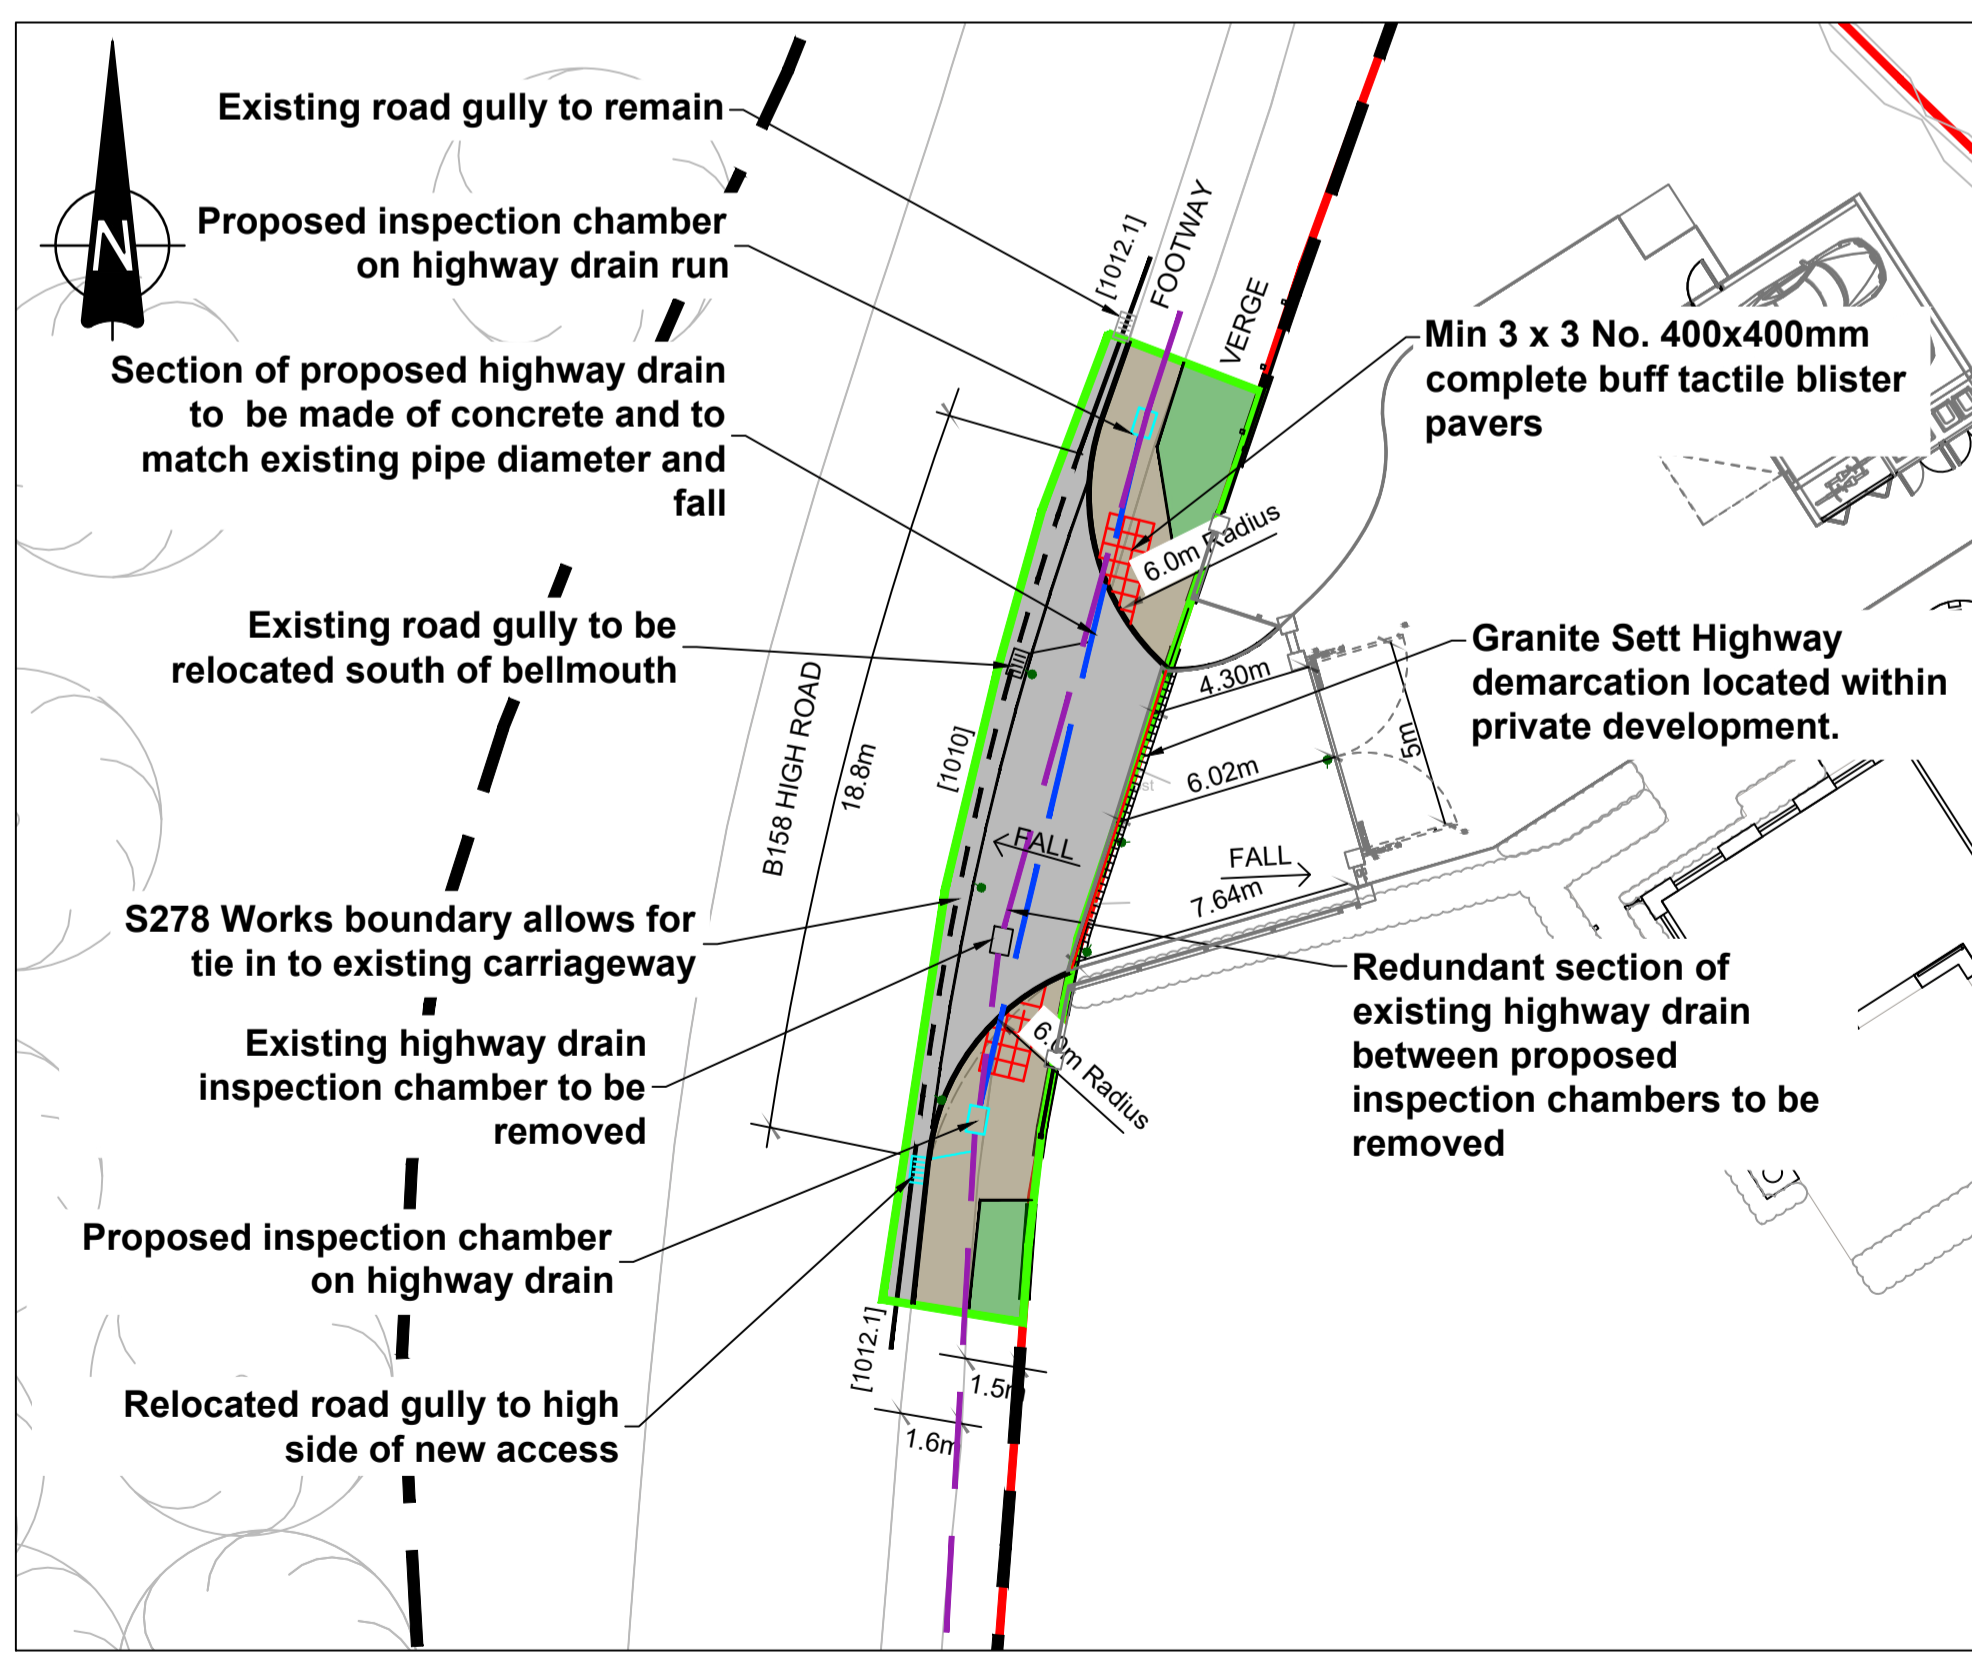 N
Existing road gully to remain
Proposed inspection chamber
on highway drain run
Section of proposed highway drain
to be made of concrete and to
match existing pipe diameter and
fall
Existing road gully to be
relocated south of bellmouth
S278 Works boundary allows for
tie in to existing carriageway
Existing highway drain
inspection chamber to be
removed
Proposed inspection chamber
on highway drain
Relocated road gully to high
side of new access
B158 HIGH ROAD
18.8m
[1010]
[1012.1]
FOOTWAY
VERGE
Min 3 x 3 No. 400x400mm
complete buff tactile blister
pavers
6.0m Radius
Granite Sett Highway
demarcation located within
private development.
4.30m
6.02m
5m
FALL
FALL
7.64m
Redundant section of
existing highway drain
between proposed
inspection chambers to be
removed
6.0m Radius
[1012.1]
1.5m
1.6m